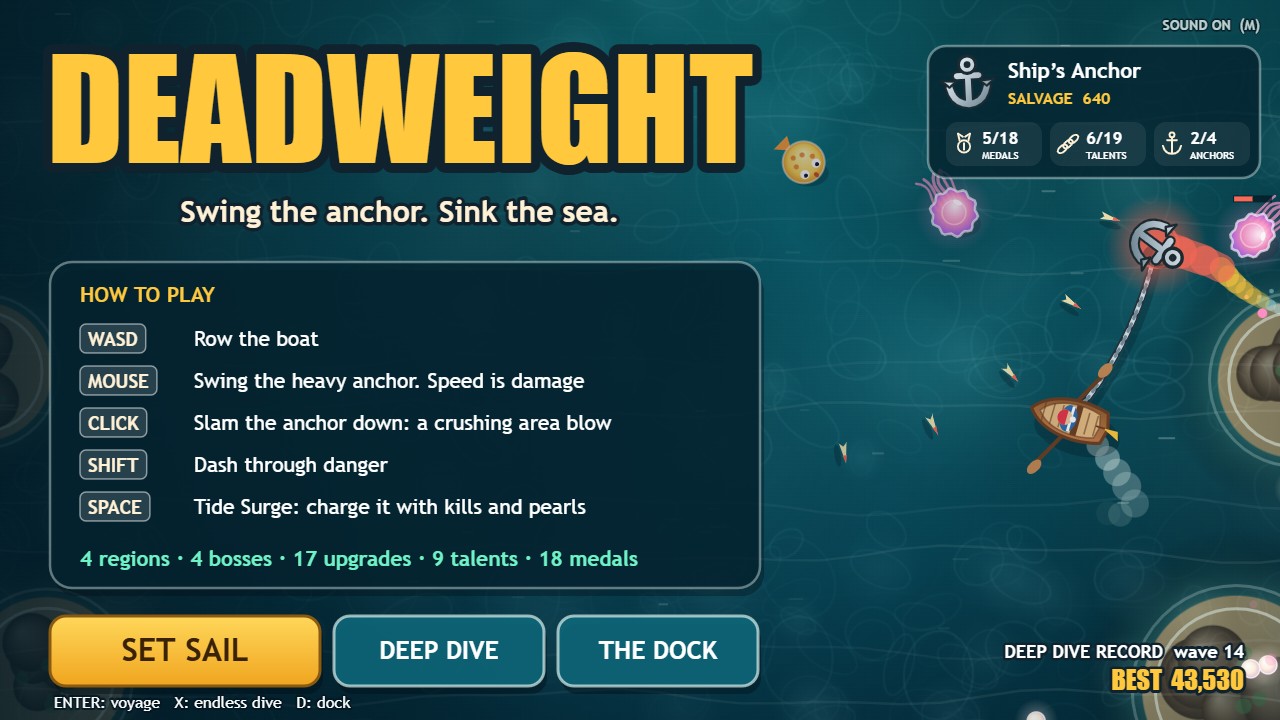 SOUND ON (M)
DEADWEIGHT
Swing the anchor. Sink the sea.
Ship's Anchor
SALVAGE 640
5/18
MEDALS
6/19
TALENTS
2/4
ANCHORS
HOW TO PLAY
WASD Row the boat
MOUSE Swing the heavy anchor. Speed is damage
CLICK Slam the anchor down: a crushing area blow
SHIFT Dash through danger
SPACE Tide Surge: charge it with kills and pearls
4 regions · 4 bosses · 17 upgrades · 9 talents · 18 medals
SET SAIL
DEEP DIVE
THE DOCK
ENTER: voyage X: endless dive D: dock
DEEP DIVE RECORD wave 14
BEST 43,530